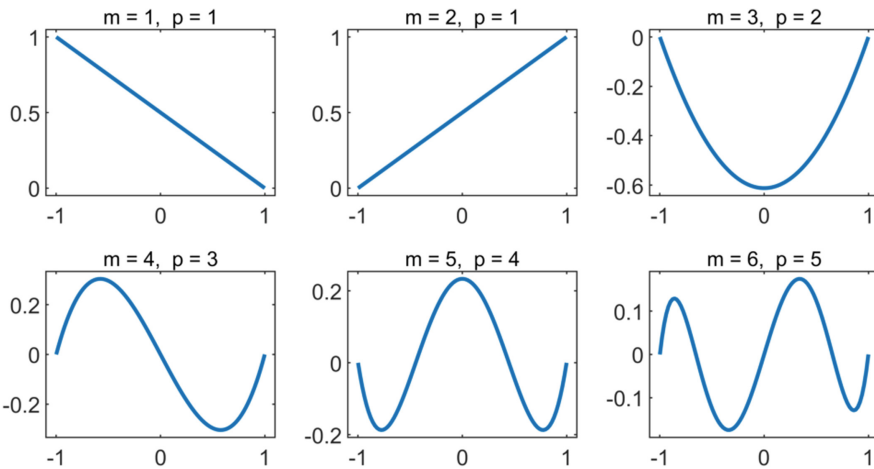 m = 1, p = 1
1
0.5
0
-1 0 1
m = 2, p = 1
1
0.5
0
-1 0 1
m = 3, p = 2
0
-0.2
-0.4
-0.6
-1 0 1
m = 4, p = 3
0.2
0
-0.2
-1 0 1
m = 5, p = 4
0.2
0
-0.2
-1 0 1
m = 6, p = 5
0.1
0
-0.1
-1 0 1